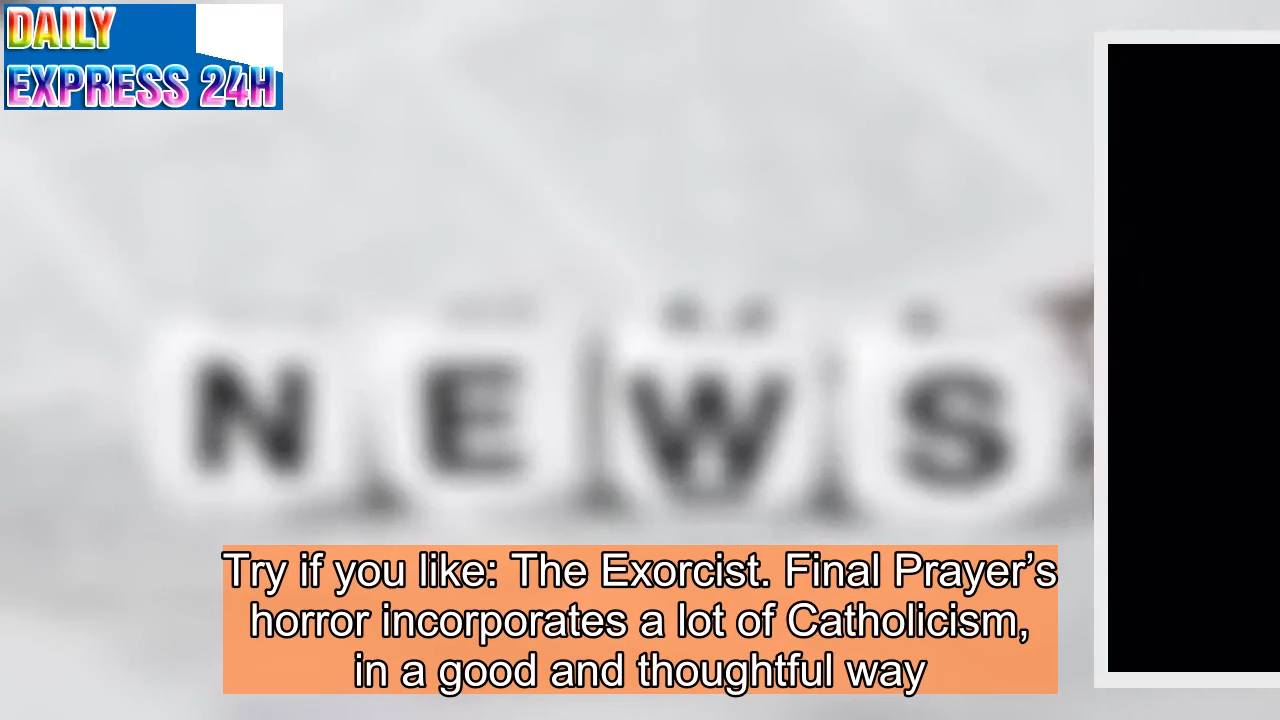 DAILY
EXPRESS 24H
NEWS
Try if you like: The Exorcist. Final Prayer’s
horror incorporates a lot of Catholicism,
in a good and thoughtful way